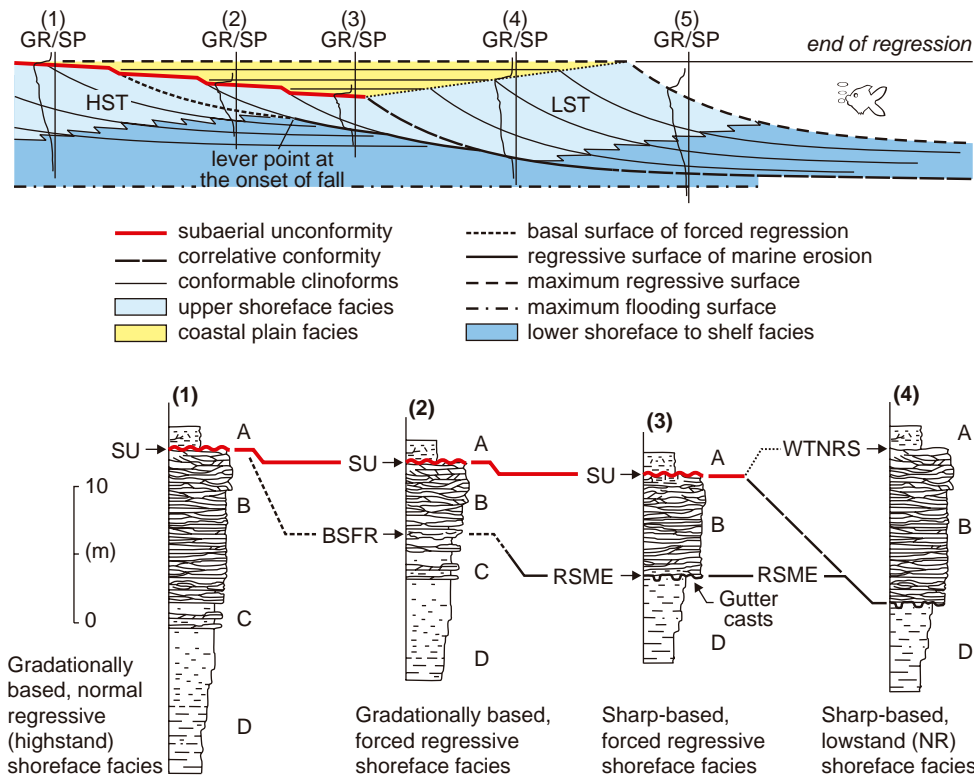 (1) (2) (3) (4) (5)
GR/SP GR/SP GR/SP GR/SP GR/SP
end of regression
HST
LST
lever point at
the onset of fall
subaerial unconformity
correlative conformity
conformable clinoforms
upper shoreface facies
coastal plain facies
basal surface of forced regression
regressive surface of marine erosion
maximum regressive surface
maximum flooding surface
lower shoreface to shelf facies
(1)
SU
A
B
C
D
10
(m)
0
Gradationally
based, normal
regressive
(highstand)
shoreface facies
(2)
SU
A
B
BSFR
C
D
Gradationally based,
forced regressive
shoreface facies
(3)
SU
A
B
RSME
Gutter
casts
D
Sharp-based,
forced regressive
shoreface facies
(4)
WTNRS
A
B
RSME
D
Sharp-based,
lowstand (NR)
shoreface facies